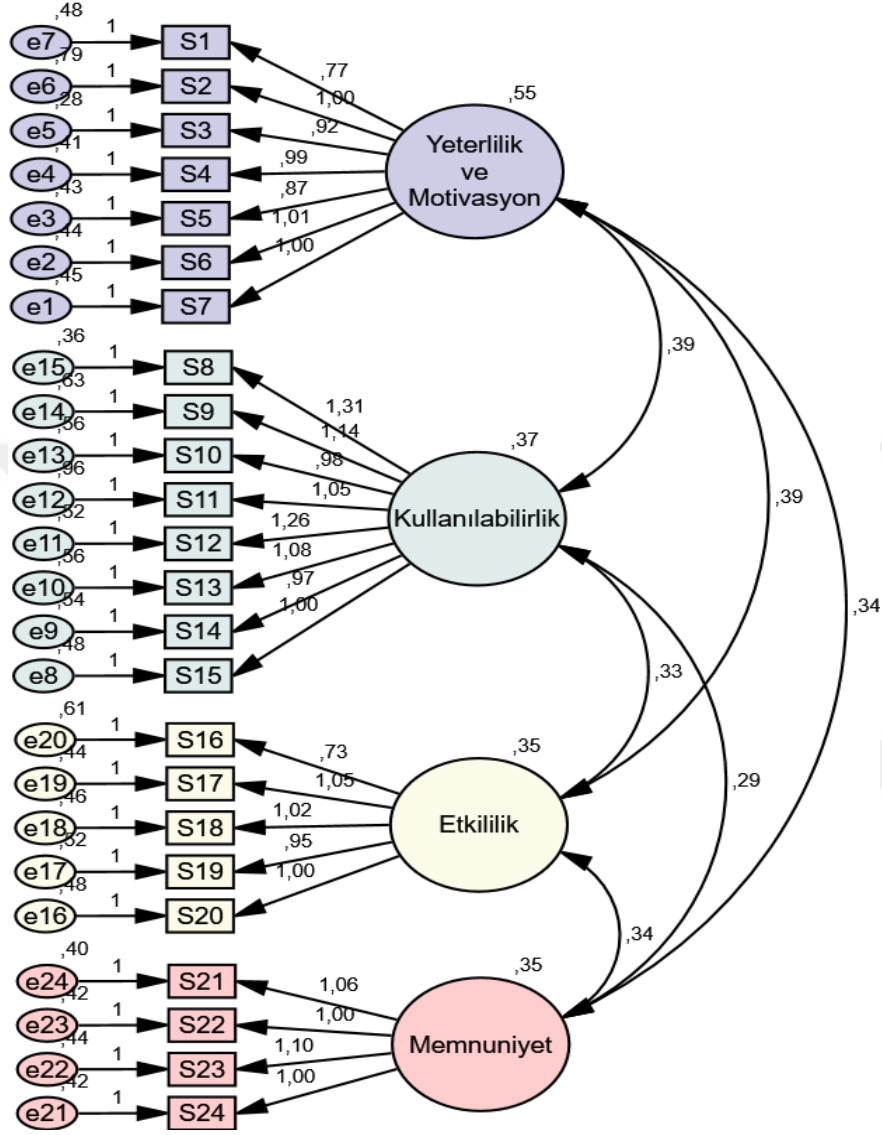 ,48
e7 1 S1
,79
e6 1 S2
,28
e5 1 S3
,41
e4 1 S4
,43
e3 1 S5
,44
e2 1 S6
,45
e1 1 S7
,77
1,00
,92
,99
,87
1,01
1,00
,55
Yeterlilik
ve
Motivasyon
,36
e15 1 S8
,63
e14 1 S9
,56
e13 1 S10
,96
e12 1 S11
,52
e11 1 S12
,56
e10 1 S13
,54
e9 1 S14
,48
e8 1 S15
1,31
1,14
,98
1,05
1,26
1,08
,97
1,00
,37
Kullanılabilirlik
,61
e20 1 S16
,44
e19 1 S17
,46
e18 1 S18
,52
e17 1 S19
,48
e16 1 S20
,73
1,05
1,02
,95
1,00
,35
Etkililik
,40
e24 1 S21
,42
e23 1 S22
,44
e22 1 S23
,42
e21 1 S24
1,06
1,00
1,10
1,00
,35
Memnuniyet
,39
,39
,34
,33
,29
,34